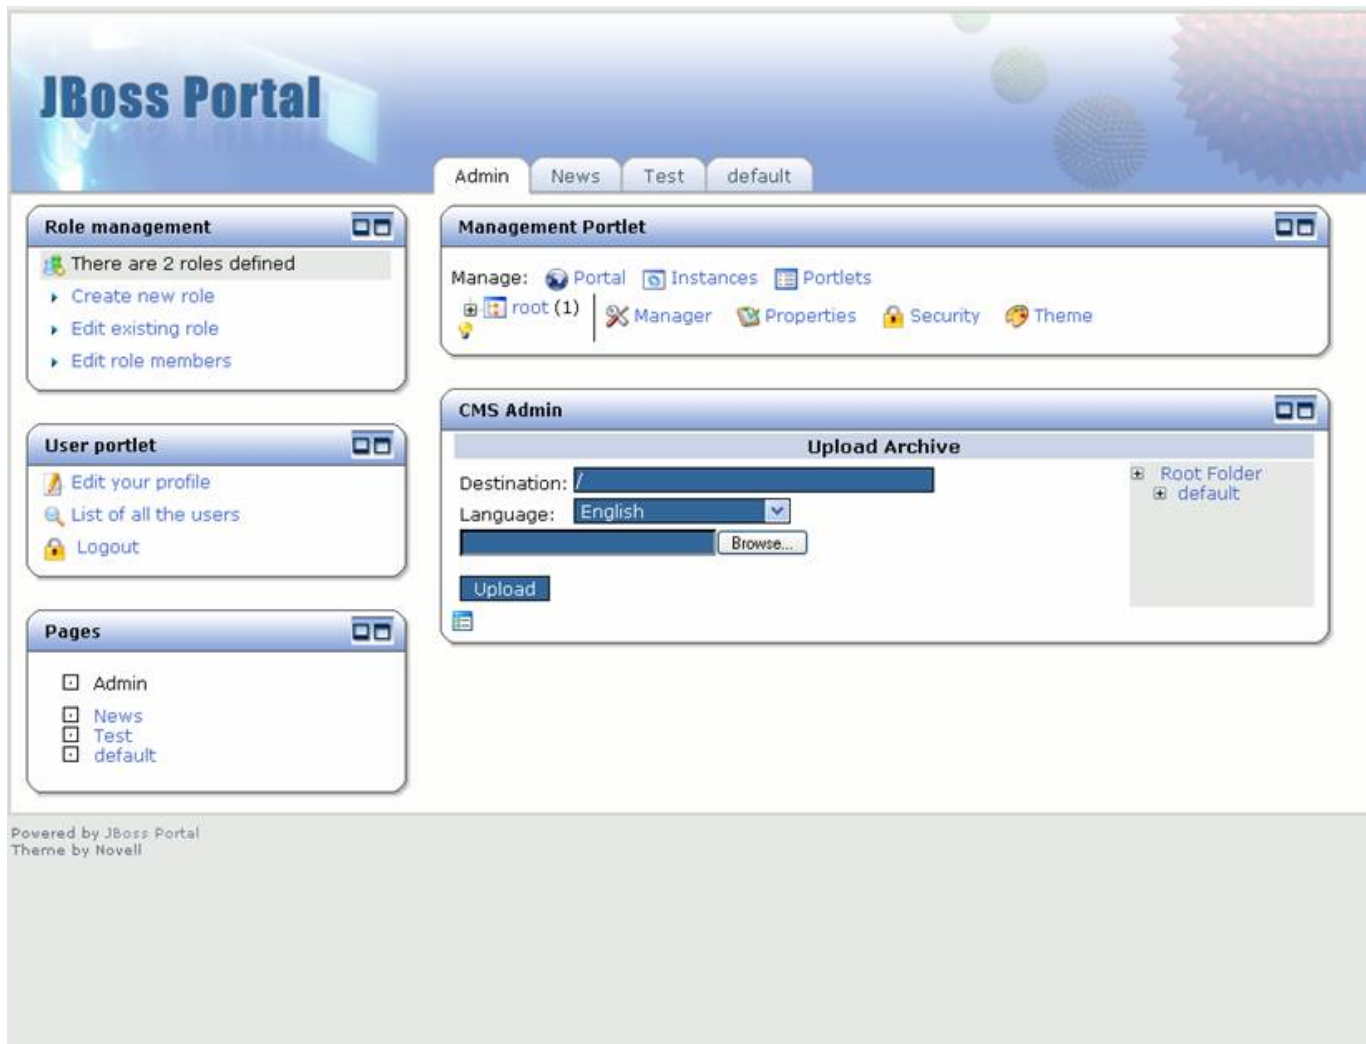 JBoss Portal
Admin News Test default
Role management
There are 2 roles defined
Create new role
Edit existing role
Edit role members
User portlet
Edit your profile
List of all the users
Logout
Pages
Admin
News
Test
default
Management Portlet
Manage: Portal Instances Portlets
root (1) Manager Properties Security Theme
CMS Admin
Upload Archive
Destination: /
Language: English
Browse...
Upload
Root Folder
default
Powered by JBoss Portal
Theme by Novell